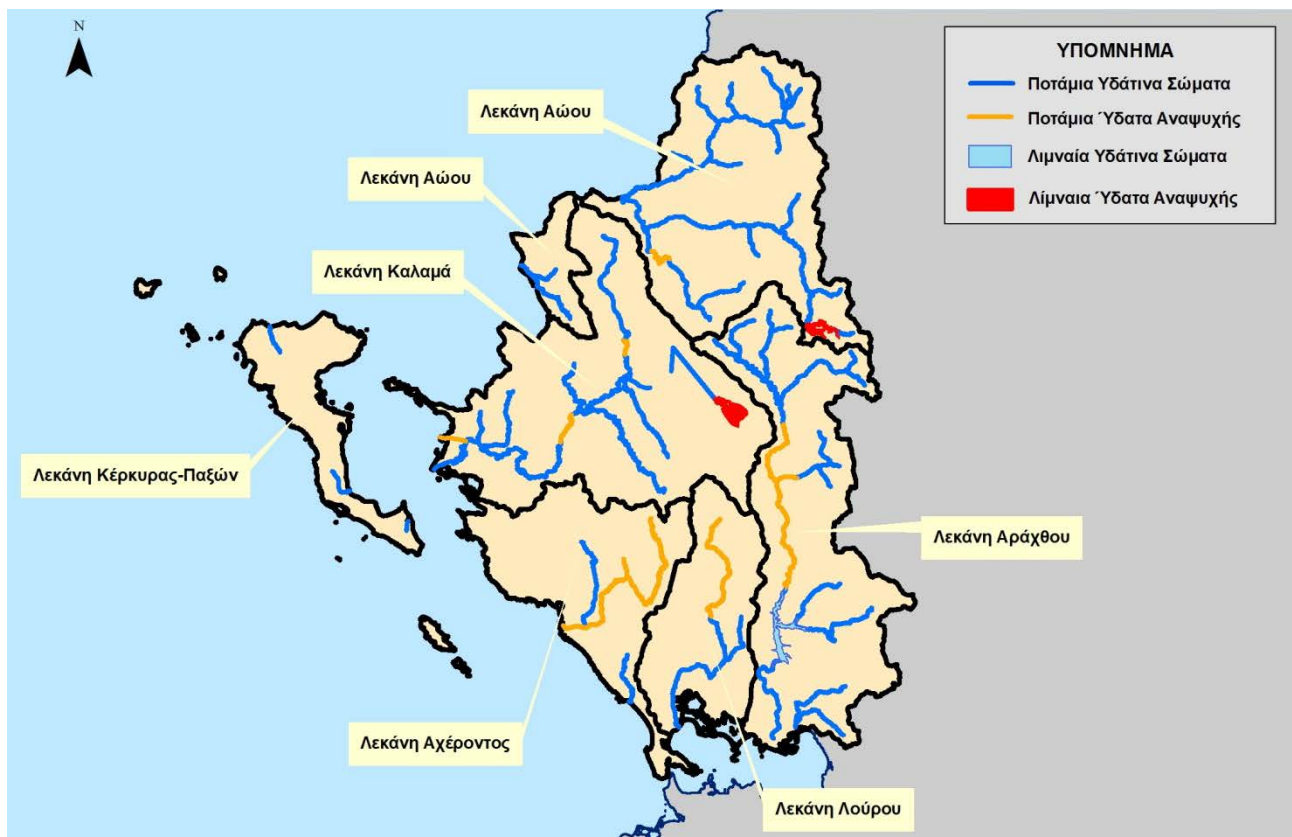 N
ΥΠΟΜΝΗΜΑ
Ποτάμια Υδάτινα Σώματα
Ποτάμια Ύδατα Αναψυχής
Λιμναία Υδάτινα Σώματα
Λίμναια Ύδατα Αναψυχής
Λεκάνη Αώου
Λεκάνη Αώου
Λεκάνη Καλαμά
Λεκάνη Κέρκυρας-Παξών
Λεκάνη Αράχθου
Λεκάνη Αχέροντος
Λεκάνη Λούρου